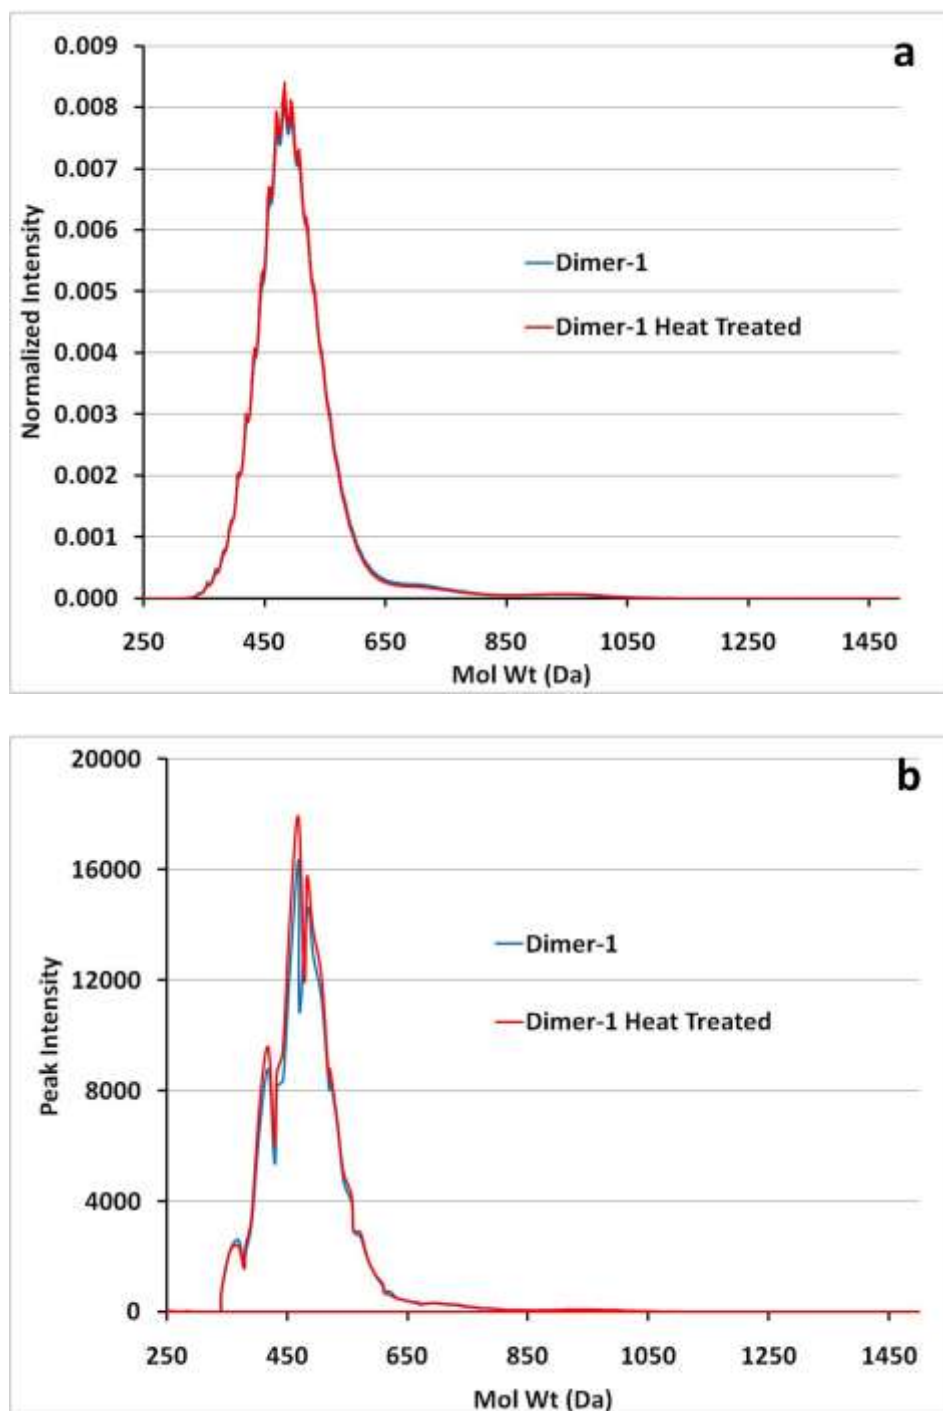 a
0.009
0.008
0.007
0.006
0.005
0.004
0.003
0.002
0.001
0.000
Normalized Intensity
Dimer-1
Dimer-1 Heat Treated
250 450 650 850 1050 1250 1450
Mol Wt (Da)
b
20000
16000
12000
8000
4000
0
Peak Intensity
Dimer-1
Dimer-1 Heat Treated
250 450 650 850 1050 1250 1450
Mol Wt (Da)